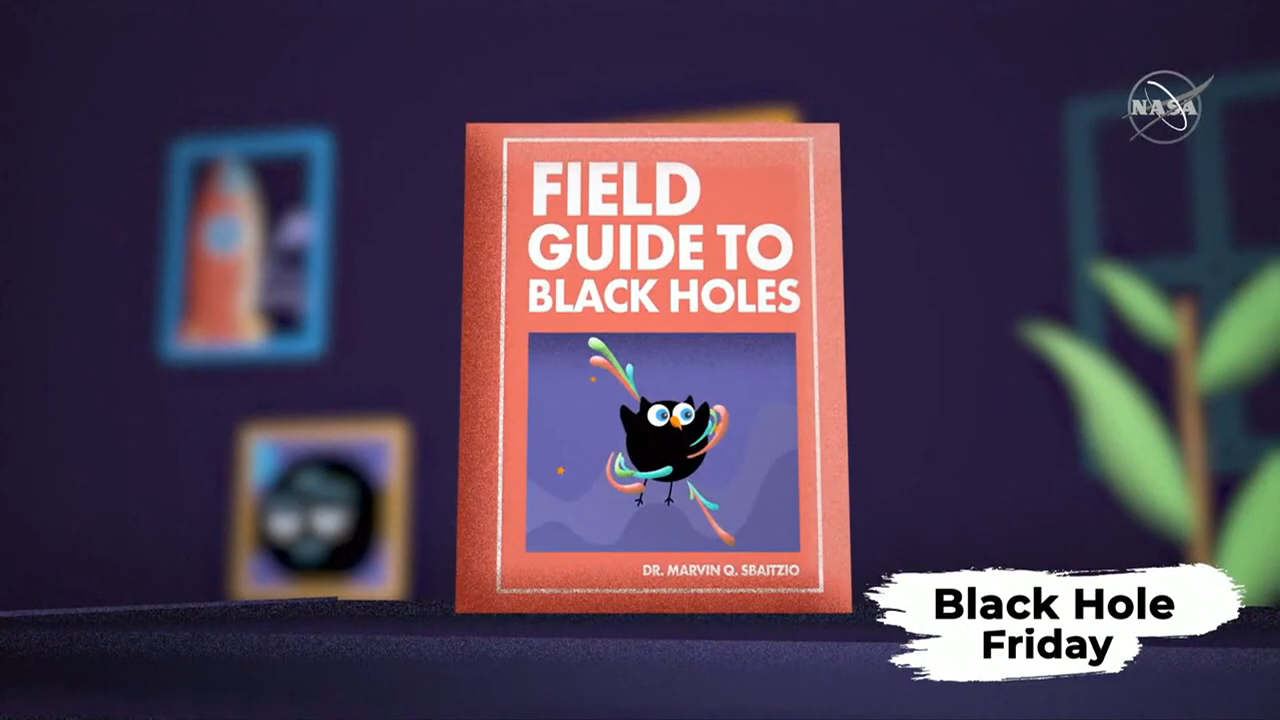 NASA
FIELD
GUIDE TO
BLACK HOLES
DR. MARVIN Q. SBAITZIO
Black Hole
Friday